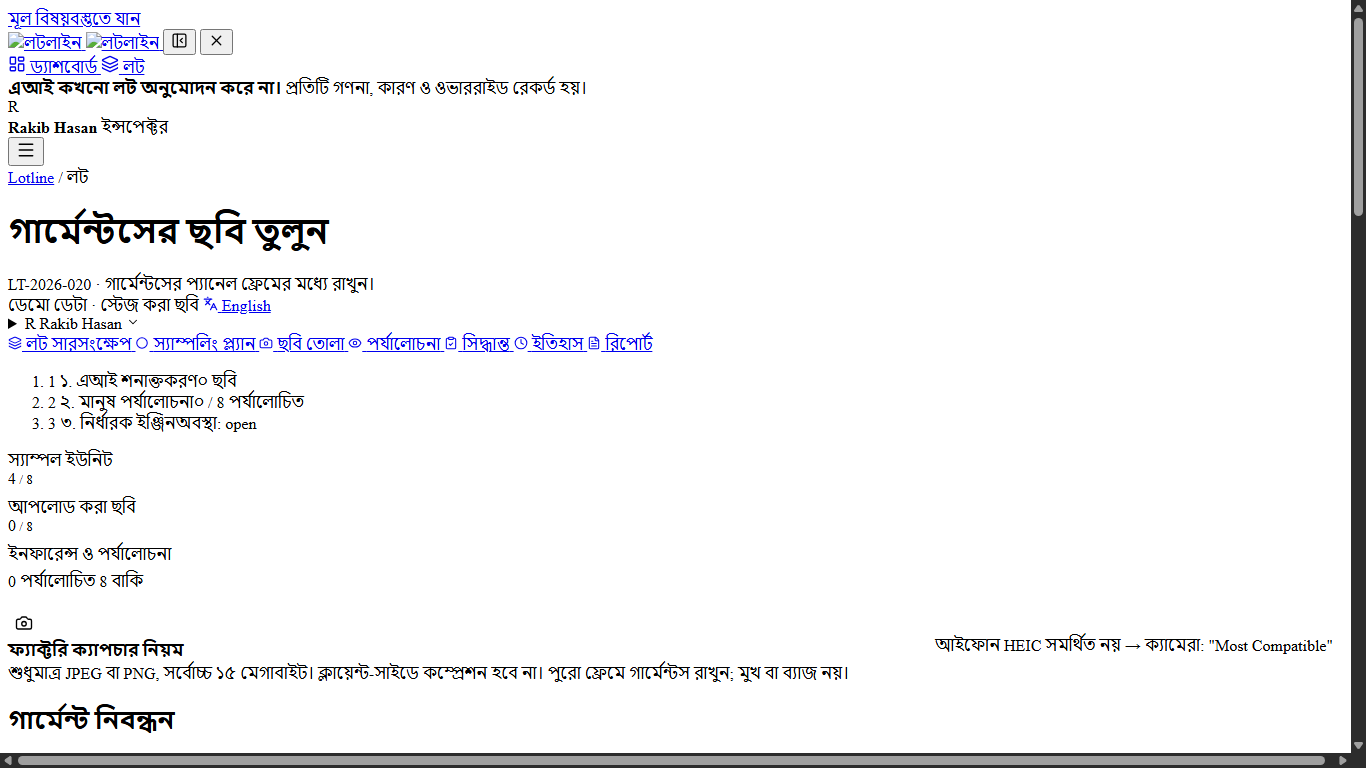 মূল বিষয়বস্তুতে যান
লটলাইন লটলাইন
ড্যাশবোর্ড লট
এআই কখনো লট অনুমোদন করে না। প্রতিটি গণনা, কারণ ও ওভাররাইড রেকর্ড হয়।
R
Rakib Hasan ইন্সপেক্টর
Lotline / লট
গার্মেন্টসের ছবি তুলুন
LT-2026-020 · গার্মেন্টসের প্যানেল ফ্রেমের মধ্যে রাখুন।
ডেমো ডেটা · স্টেজ করা ছবি English
R Rakib Hasan
লট সারসংক্ষেপ স্যাম্পলিং প্ল্যান ছবি তোলা পর্যালোচনা সিদ্ধান্ত ইতিহাস রিপোর্ট
1. 1 ১. এআই শনাক্তকরণ০ ছবি
2. 2 ২. মানুষ পর্যালোচনা০ / 8 পর্যালোচিত
3. 3 ৩. নির্ধারক ইঞ্জিনঅবস্থা: open
স্যাম্পল ইউনিট
4 / 8
আপলোড করা ছবি
0 / 8
ইনফারেন্স ও পর্যালোচনা
0 পর্যালোচিত 8 বাকি
ফ্যাক্টরি ক্যাপচার নিয়ম
আইফোন HEIC সমর্থিত নয় → ক্যামেরা: "Most Compatible"
শুধুমাত্র JPEG বা PNG, সর্বোচ্চ ১৫ মেগাবাইট। ক্লায়েন্ট-সাইডে কম্প্রেশন হবে না। পুরো ফ্রেমে গার্মেন্টস রাখুন; মুখ বা ব্যাজ নয়।
গার্মেন্ট নিবন্ধন